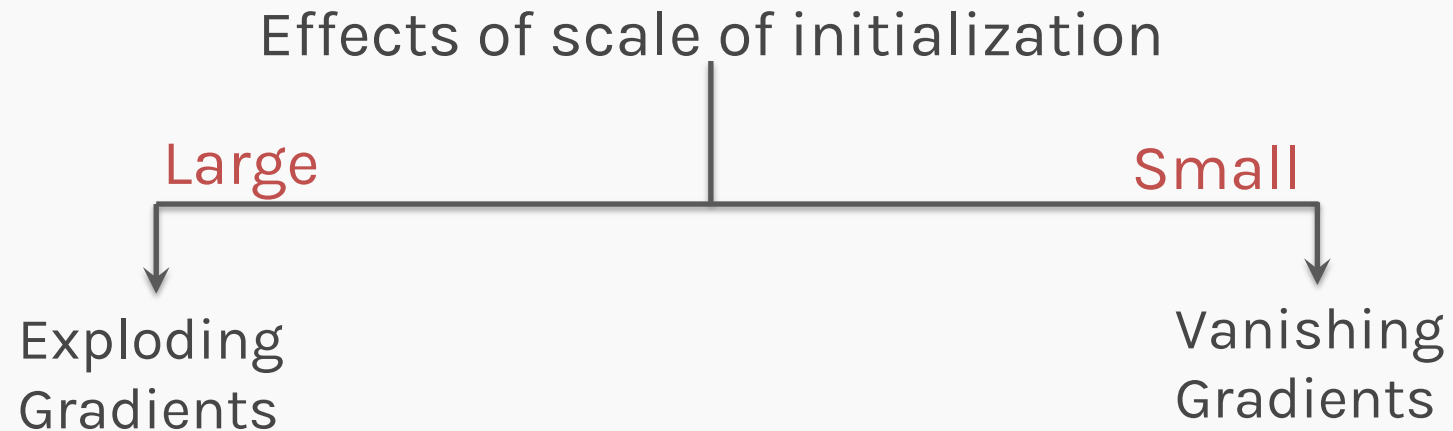 Effects of scale of initialization
Large
Small
Exploding
Gradients
Vanishing
Gradients